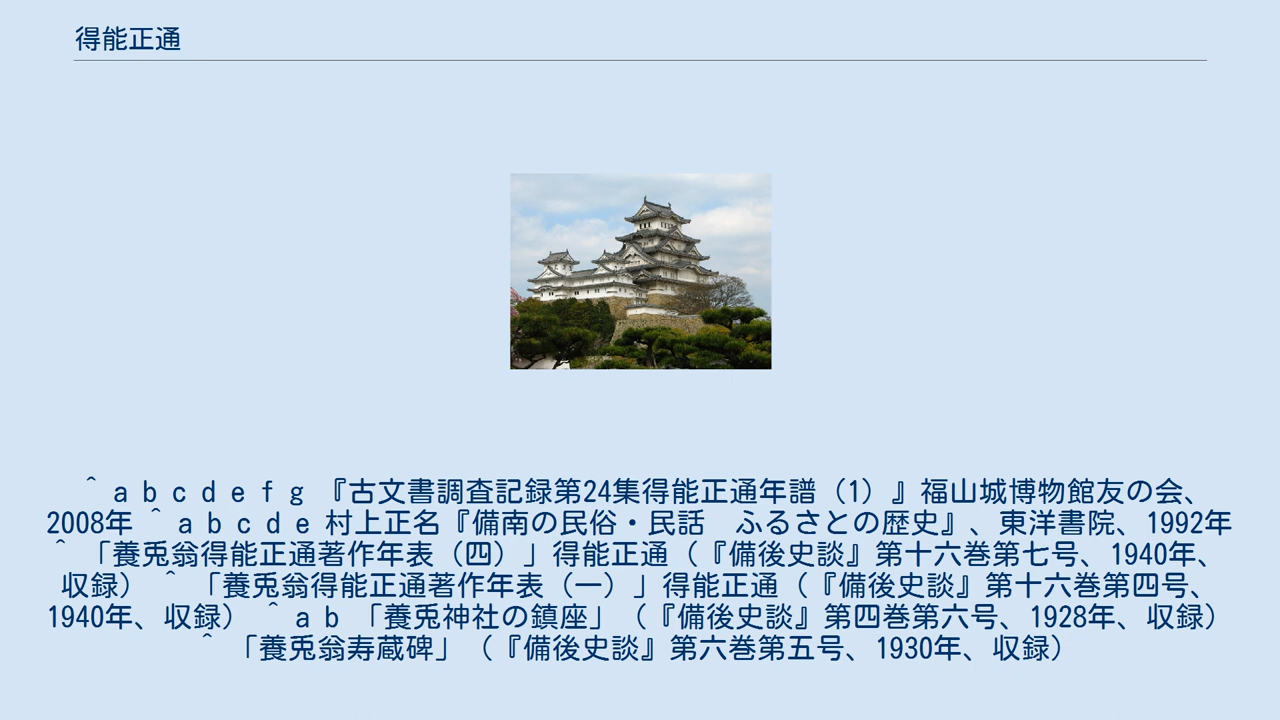 得能正通
＾ a b c d e f g 『古文書調査記録第24集得能正通年譜（1）』福山城博物館友の会、
2008年 ＾ a b c d e 村上正名『備南の民俗・民話　ふるさとの歴史』、東洋書院、1992年
＾ 「養兎翁得能正通著作年表（四）」得能正通（『備後史談』第十六巻第七号、1940年、
収録） ＾ 「養兎翁得能正通著作年表（一）」得能正通（『備後史談』第十六巻第四号、
1940年、収録） ＾ a b 「養兎神社の鎮座」（『備後史談』第四巻第六号、1928年、収録）
＾ 「養兎翁寿蔵碑」（『備後史談』第六巻第五号、1930年、収録）